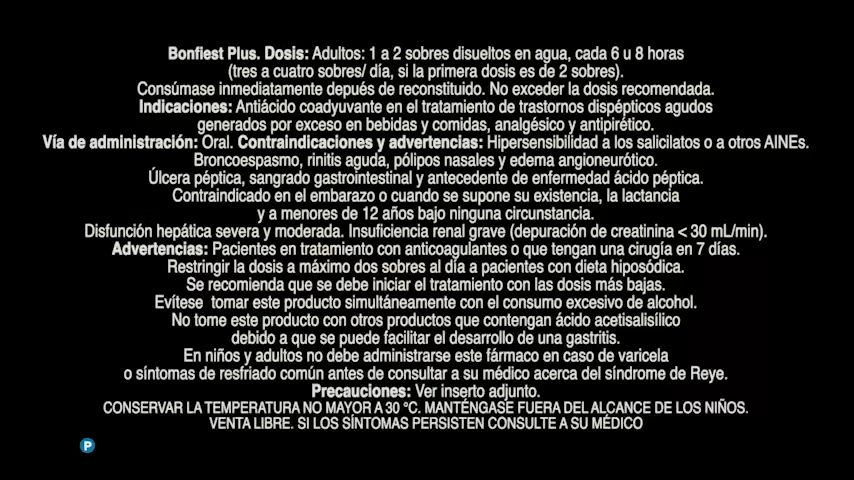 Bonfiest Plus. Dosis: Adultos: 1 a 2 sobres disueltos en agua, cada 6 u 8 horas
(tres a cuatro sobres/ día, si la primera dosis es de 2 sobres).
Consúmase inmediatamente depués de reconstituido. No exceder la dosis recomendada.
Indicaciones: Antiácido coadyuvante en el tratamiento de trastornos dispépticos agudos
generados por exceso en bebidas y comidas, analgésico y antipirético.
Vía de administración: Oral. Contraindicaciones y advertencias: Hipersensibilidad a los salicilatos o a otros AINEs.
Broncoespasmo, rinitis aguda, pólipos nasales y edema angioneurótico.
Úlcera péptica, sangrado gastrointestinal y antecedente de enfermedad ácido péptica.
Contraindicado en el embarazo o cuando se supone su existencia, la lactancia
y a menores de 12 años bajo ninguna circunstancia.
Disfunción hepática severa y moderada. Insuficiencia renal grave (depuración de creatinina < 30 mL/min).
Advertencias: Pacientes en tratamiento con anticoagulantes o que tengan una cirugía en 7 días.
Restringir la dosis a máximo dos sobres al día a pacientes con dieta hiposódica.
Se recomienda que se debe iniciar el tratamiento con las dosis más bajas.
Evítese tomar este producto simultáneamente con el consumo excesivo de alcohol.
No tome este producto con otros productos que contengan ácido acetisalisílico
debido a que se puede facilitar el desarrollo de una gastritis.
En niños y adultos no debe administrarse este fármaco en caso de varicela
o síntomas de resfriado común antes de consultar a su médico acerca del síndrome de Reye.
Precauciones: Ver inserto adjunto.
CONSERVAR LA TEMPERATURA NO MAYOR A 30 °C. MANTÉNGASE FUERA DEL ALCANCE DE LOS NIÑOS.
VENTA LIBRE. SI LOS SÍNTOMAS PERSISTEN CONSULTE A SU MÉDICO
P